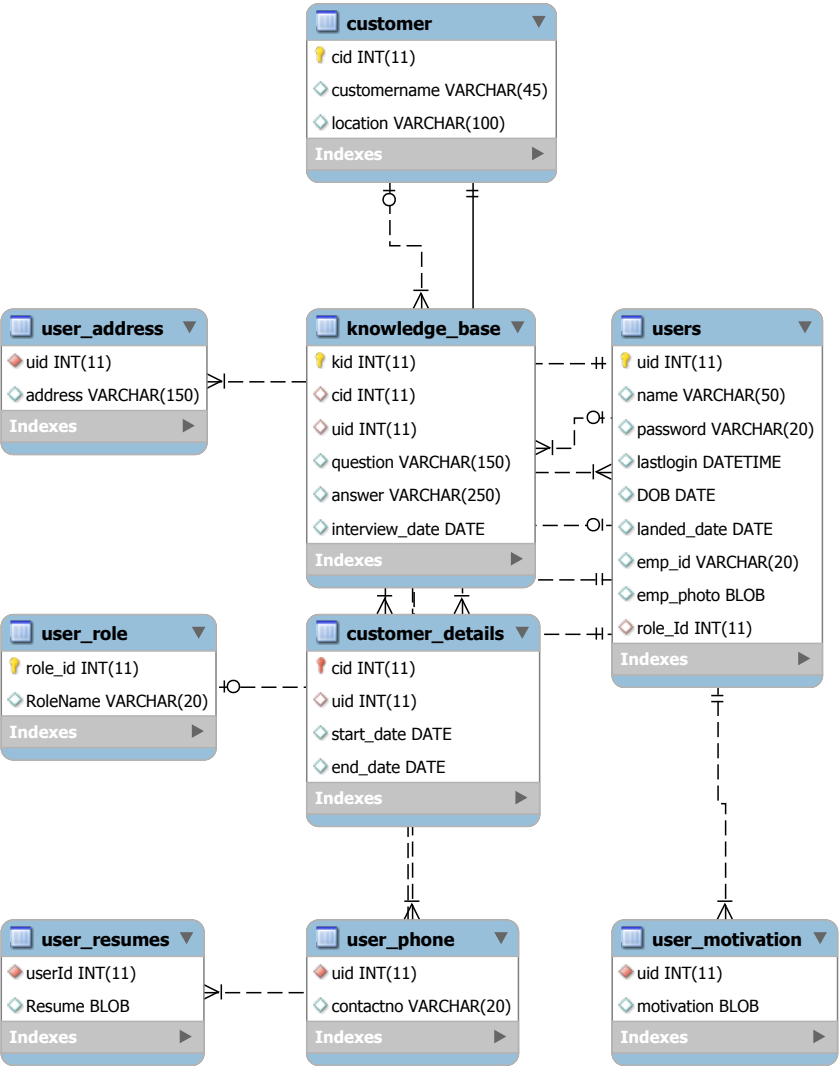 customer
cid INT(11)
customername VARCHAR(45)
location VARCHAR(100)
Indexes
user_address
uid INT(11)
address VARCHAR(150)
Indexes
knowledge_base
kid INT(11)
cid INT(11)
uid INT(11)
question VARCHAR(150)
answer VARCHAR(250)
interview_date DATE
Indexes
users
uid INT(11)
name VARCHAR(50)
password VARCHAR(20)
lastlogin DATETIME
DOB DATE
landed_date DATE
emp_id VARCHAR(20)
emp_photo BLOB
role_Id INT(11)
Indexes
user_role
role_id INT(11)
RoleName VARCHAR(20)
Indexes
customer_details
cid INT(11)
uid INT(11)
start_date DATE
end_date DATE
Indexes
user_resumes
userId INT(11)
Resume BLOB
Indexes
user_phone
uid INT(11)
contactno VARCHAR(20)
Indexes
user_motivation
uid INT(11)
motivation BLOB
Indexes